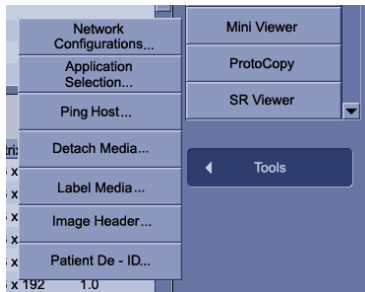 Network
Configurations...
Application
Selection...
Ping Host...
Detach Media...
Label Media...
Image Header...
Patient De - ID...
Mini Viewer
ProtoCopy
SR Viewer
Tools
x
x
x
x
x
x 192 1.0